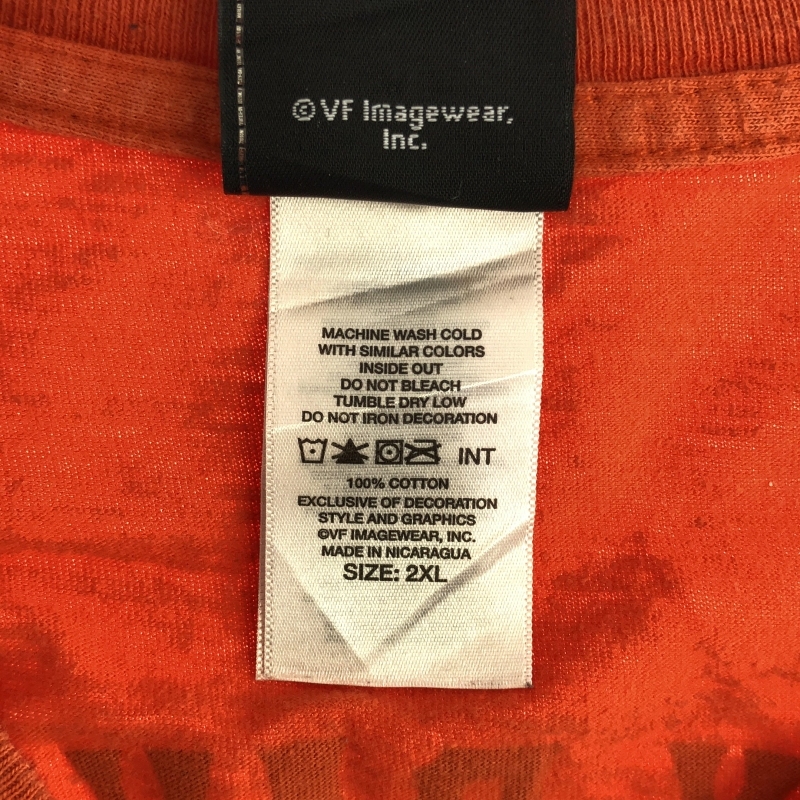 ©VF Imagewear,
Inc.
MACHINE WASH COLD
WITH SIMILAR COLORS
INSIDE OUT
DO NOT BLEACH
TUMBLE DRY LOW
DO NOT IRON DECORATION
INT
100% COTTON
EXCLUSIVE OF DECORATION
STYLE AND GRAPHICS
©VF IMAGEWEAR, INC.
MADE IN NICARAGUA
SIZE: 2XL